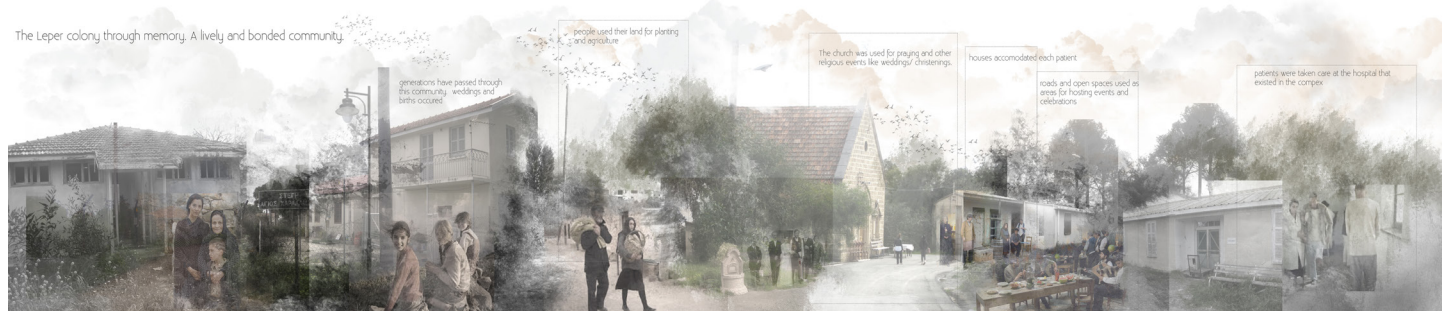 The Leper colony through memory. A lively and bonded community.
generations have passed through
this community. weddings and
births occured
people used their land for planting
and agriculture
The church was used for praying and other
religious events like weddings/ christenings.
houses accomodated each patient
roads and open spaces used as
areas for hosting events and
celebrations
patients were taken care at the hospital that
existed in the compex